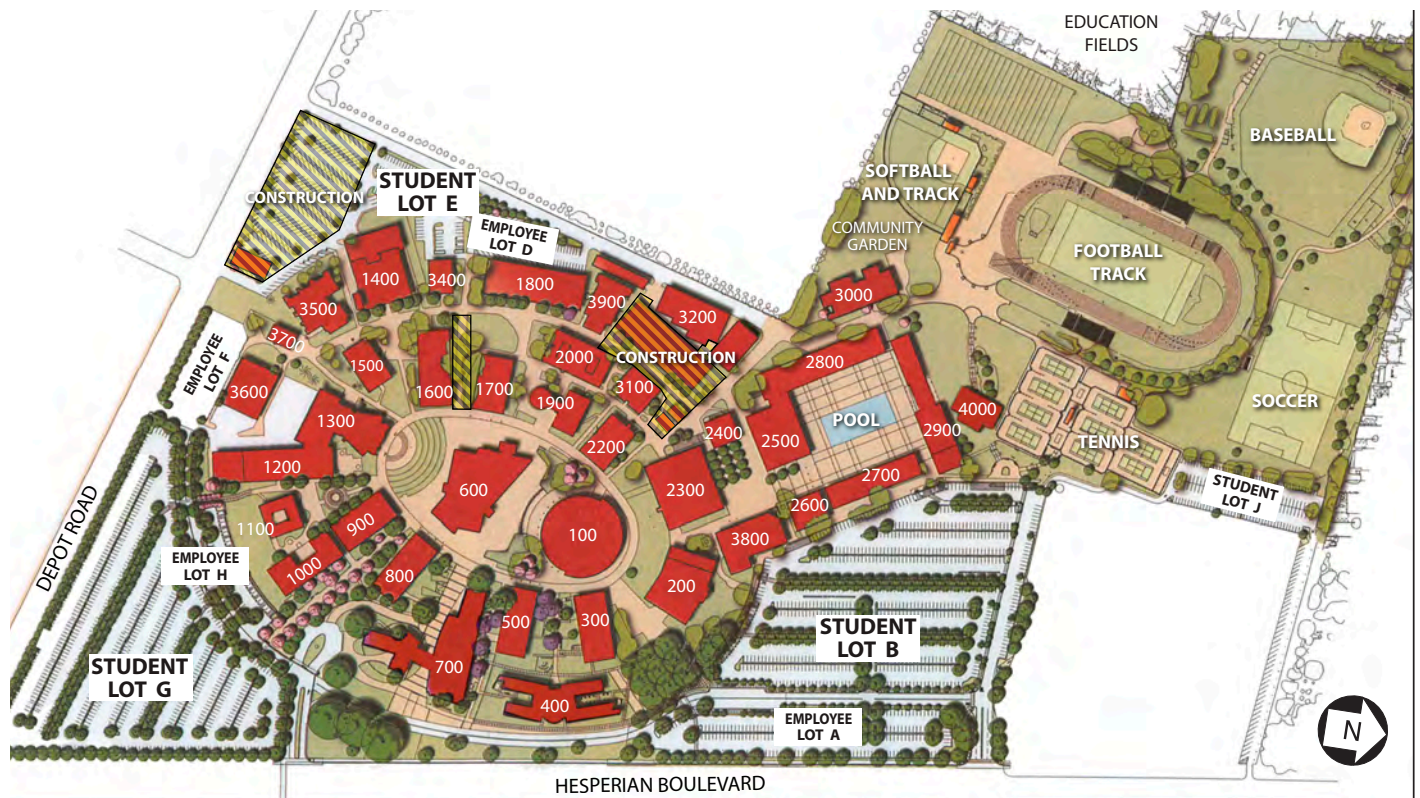 EDUCATION
FIELDS
BASEBALL
SOFTBALL
AND TRACK
CONSTRUCTION
STUDENT
LOT E
EMPLOYEE
LOT D
COMMUNITY
GARDEN
FOOTBALL
TRACK
1400
3400
1800
3900
3000
3200
3500
3700
1500
2000
CONSTRUCTION
2800
EMPLOYEE
LOT F
3600
1600
1700
3100
1900
SOCCER
1300
POOL
4000
2400
2900
2500
TENNIS
2200
1200
600
2300
2700
STUDENT
LOT J
2600
1100
900
100
3800
DEPOT ROAD
EMPLOYEE
LOT H
1000
800
200
500
300
STUDENT
LOT B
700
STUDENT
LOT G
400
EMPLOYEE
LOT A
N
HESPERIAN BOULEVARD